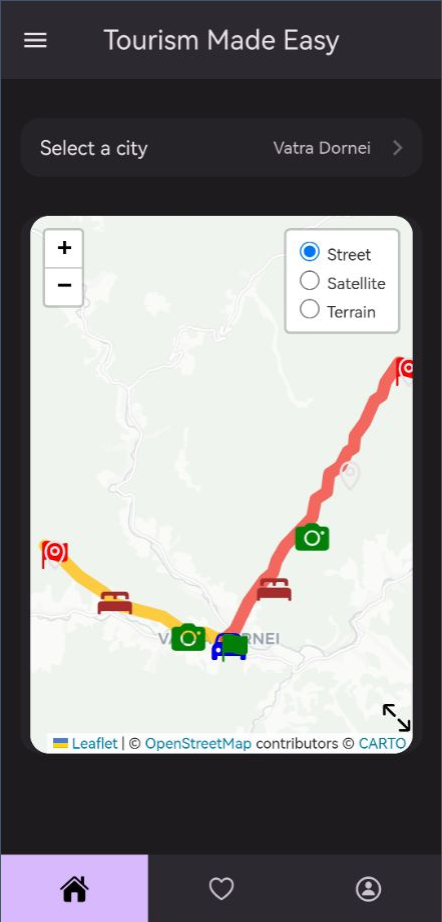 Tourism Made Easy
Select a city
Vatra Dornei
+
−
Street
Satellite
Terrain
Leaflet | © OpenStreetMap contributors © CARTO